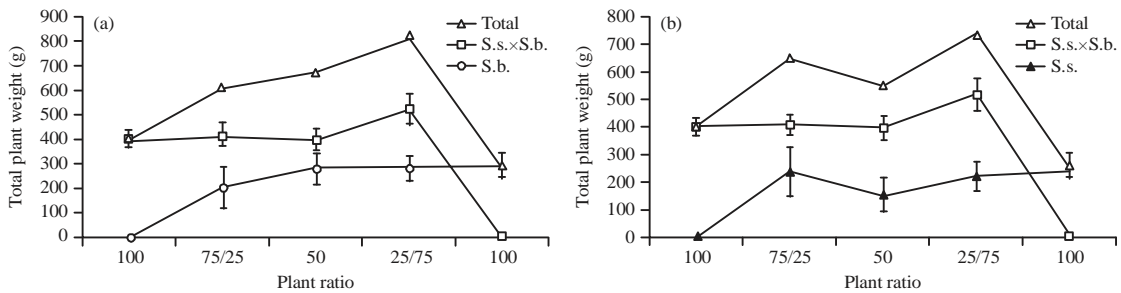 (a)
Total plant weight (g)
900
800
700
600
500
400
300
200
100
0
Total
S.s.×S.b.
S.b.
100 75/25 50 25/75 100
Plant ratio
(b)
Total plant weight (g)
800
700
600
500
400
300
200
100
0
Total
S.s.×S.b.
S.s.
100 75/25 50 25/75 100
Plant ratio